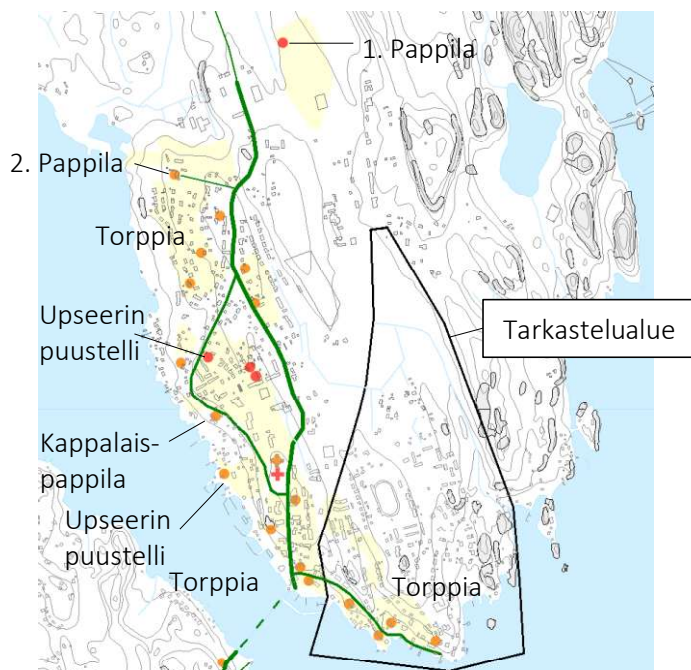 1. Pappila
2. Pappila
Torppia
Upseerin
puustelli
Tarkastelualue
Kappalais-
pappila
Upseerin
puustelli
Torppia
Torppia